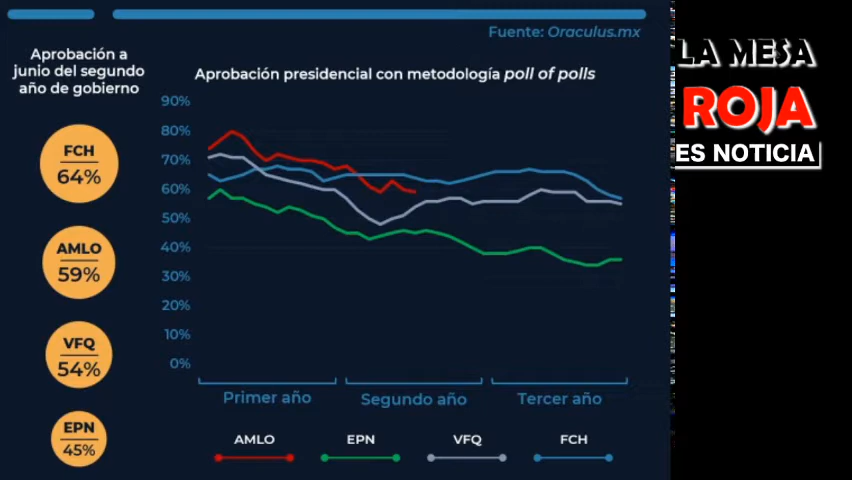 Fuente: Oraculus.mx
Aprobación a
junio del segundo
año de gobierno
Aprobación presidencial con metodología poll of polls
FCH
64%
AMLO
59%
VFQ
54%
EPN
45%
90%
80%
70%
60%
50%
40%
30%
20%
10%
0%
Primer año
Segundo año
Tercer año
AMLO
EPN
VFQ
FCH
LA MESA
ROJA
ES NOTICIA